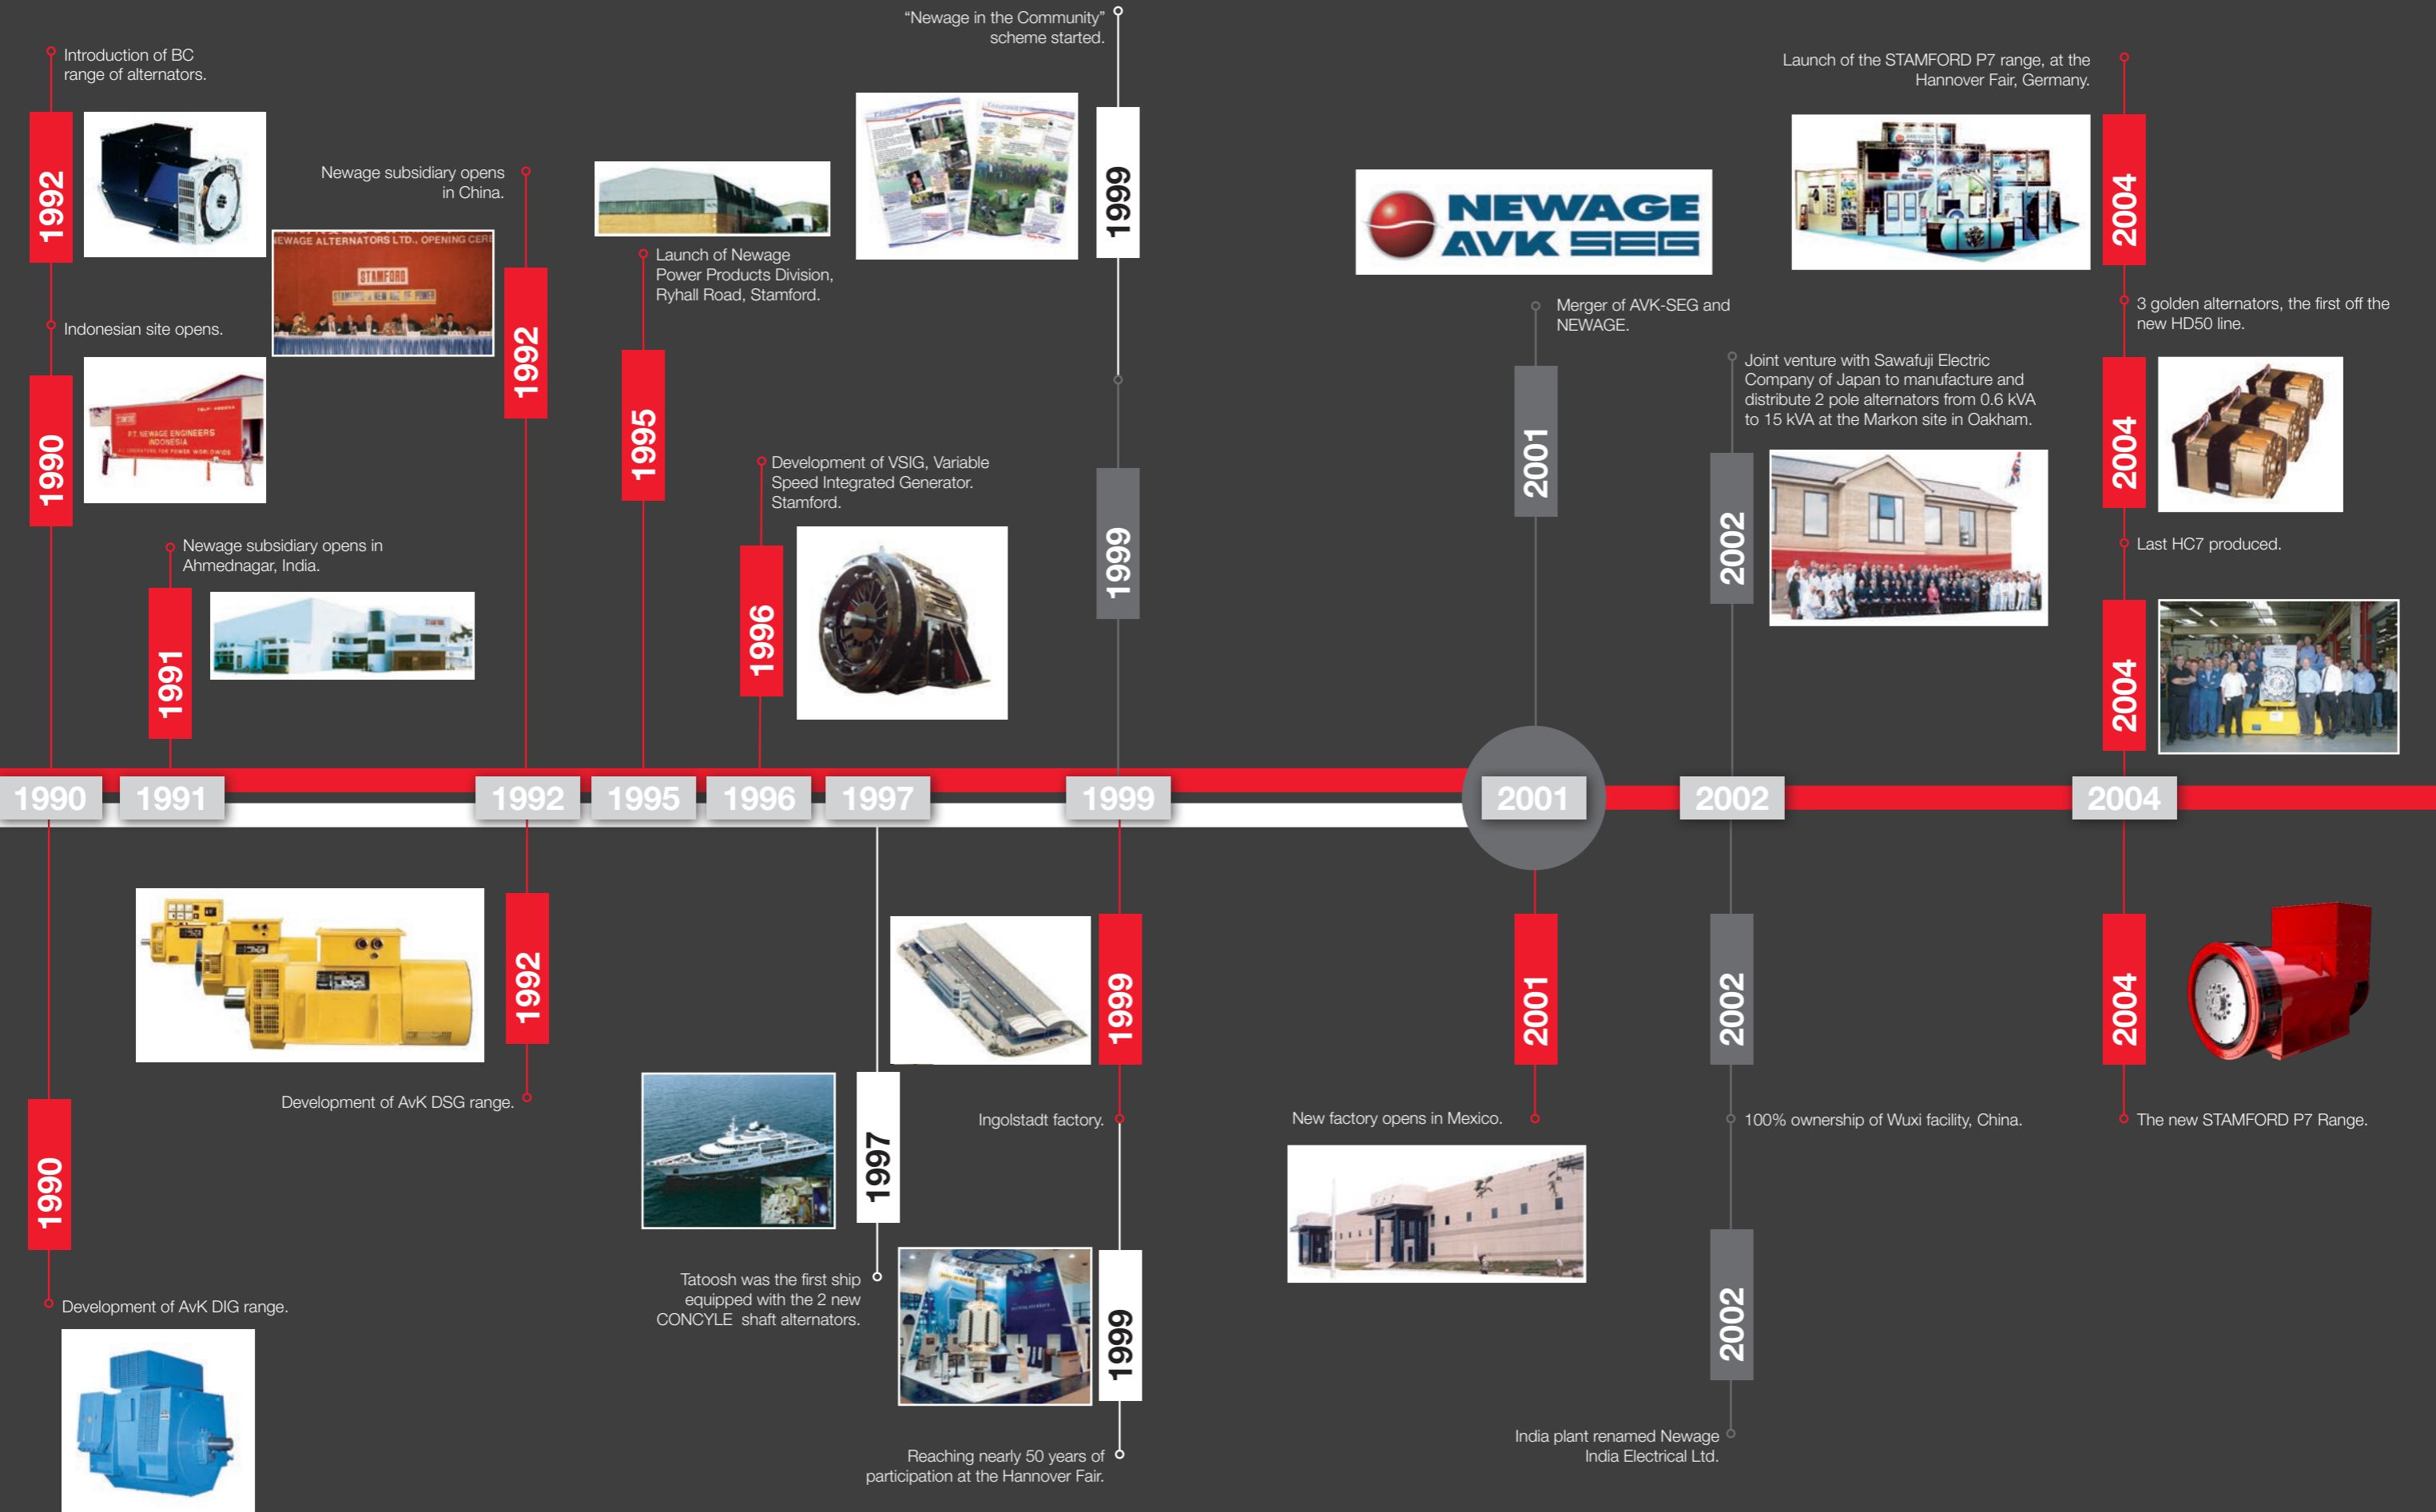 Introduction of BC
range of alternators.
1992
Indonesian site opens.
1990
P.T. NEWAGE ENGINEERS
INDONESIA
Newage subsidiary opens in
Ahmednagar, India.
1991
Newage subsidiary opens
in China.
NEWAGE ALTERNATORS LTD., OPENING CERE
STAMFORD
1992
Launch of Newage
Power Products Division,
Ryhall Road, Stamford.
1995
Development of VSIG, Variable
Speed Integrated Generator.
Stamford.
1996
“Newage in the Community”
scheme started.
1999
1999
NEWAGE
AVK SEG
Merger of AVK-SEG and
NEWAGE.
2001
Joint venture with Sawafuji Electric
Company of Japan to manufacture and
distribute 2 pole alternators from 0.6 kVA
to 15 kVA at the Markon site in Oakham.
2002
Launch of the STAMFORD P7 range, at the
Hannover Fair, Germany.
2004
3 golden alternators, the first off the
new HD50 line.
2004
Last HC7 produced.
2004
1990
1991
1992
1995
1996
1997
1999
2001
2002
2004
1990
Development of AvK DIG range.
1992
Development of AvK DSG range.
1997
Tatoosh was the first ship
equipped with the 2 new
CONCYLE shaft alternators.
1999
Ingolstadt factory.
1999
Reaching nearly 50 years of
participation at the Hannover Fair.
2001
New factory opens in Mexico.
2002
100% ownership of Wuxi facility, China.
2002
India plant renamed Newage
India Electrical Ltd.
2004
The new STAMFORD P7 Range.